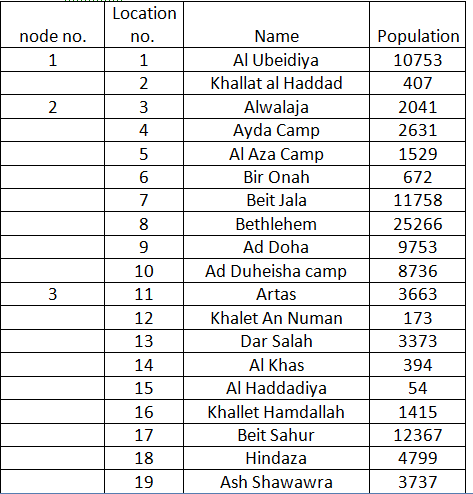 node no. Location no. Name Population
1 1 Al Ubeidiya 10753
2 Khallat al Haddad 407
2 3 Alwalaja 2041
4 Ayda Camp 2631
5 Al Aza Camp 1529
6 Bir Onah 672
7 Beit Jala 11758
8 Bethlehem 25266
9 Ad Doha 9753
10 Ad Duheisha camp 8736
3 11 Artas 3663
12 Khalet An Numan 173
13 Dar Salah 3373
14 Al Khas 394
15 Al Haddadiya 54
16 Khallet Hamdallah 1415
17 Beit Sahur 12367
18 Hindaza 4799
19 Ash Shawawra 3737